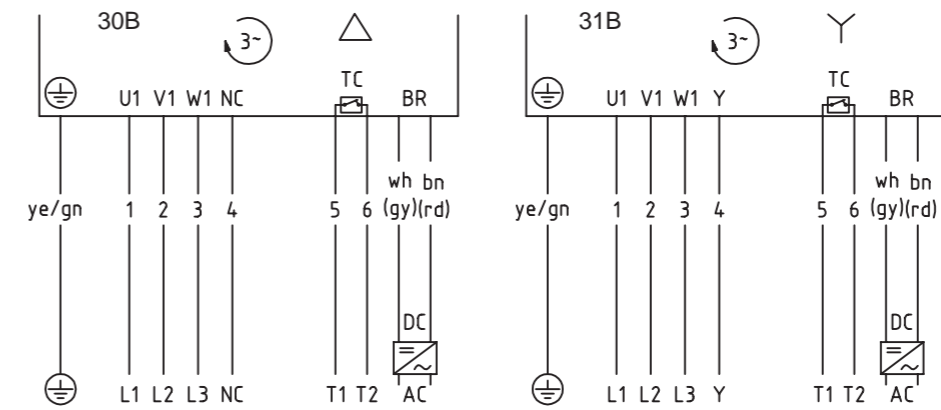 30B 3~
TC
U1 V1 W1 NC BR
wh bn
ye/gn 1 2 3 4 5 6 (gy)(rd)
DC
L1 L2 L3 NC T1 T2 AC
31B 3~
TC
U1 V1 W1 Y BR
wh bn
ye/gn 1 2 3 4 5 6 (gy)(rd)
DC
L1 L2 L3 Y T1 T2 AC